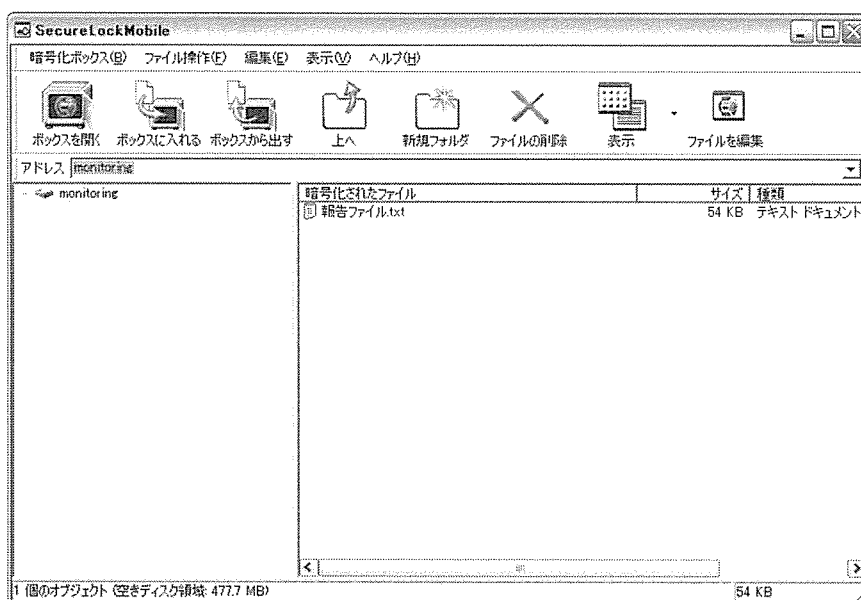 SecureLockMobile
暗号化ボックス(B) ファイル操作(F) 編集(E) 表示(V) ヘルプ(H)
ボックスを開く ボックスに入れる ボックスから出す 上へ 新規フォルダ ファイルの削除 表示 ファイルを編集
アドレス monitoring
monitoring
暗号化されたファイル サイズ 種類
報告ファイル.txt 54 KB テキスト ドキュメント
1 個のオブジェクト (空きディスク領域: 477.7 MB) 54 KB